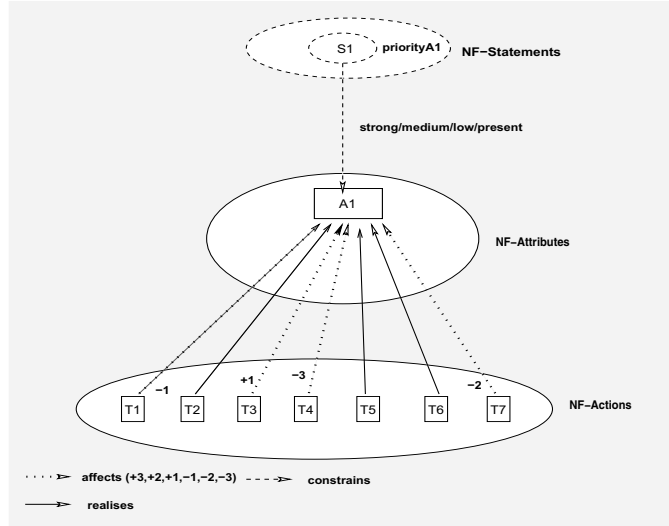 S1
priorityA1
NF−Statements
strong/medium/low/present
A1
NF−Attributes
−1
+1
−3
−2
T1 T2 T3 T4 T5 T6 T7
NF−Actions
affects (+3,+2,+1,−1,−2,−3)
constrains
realises